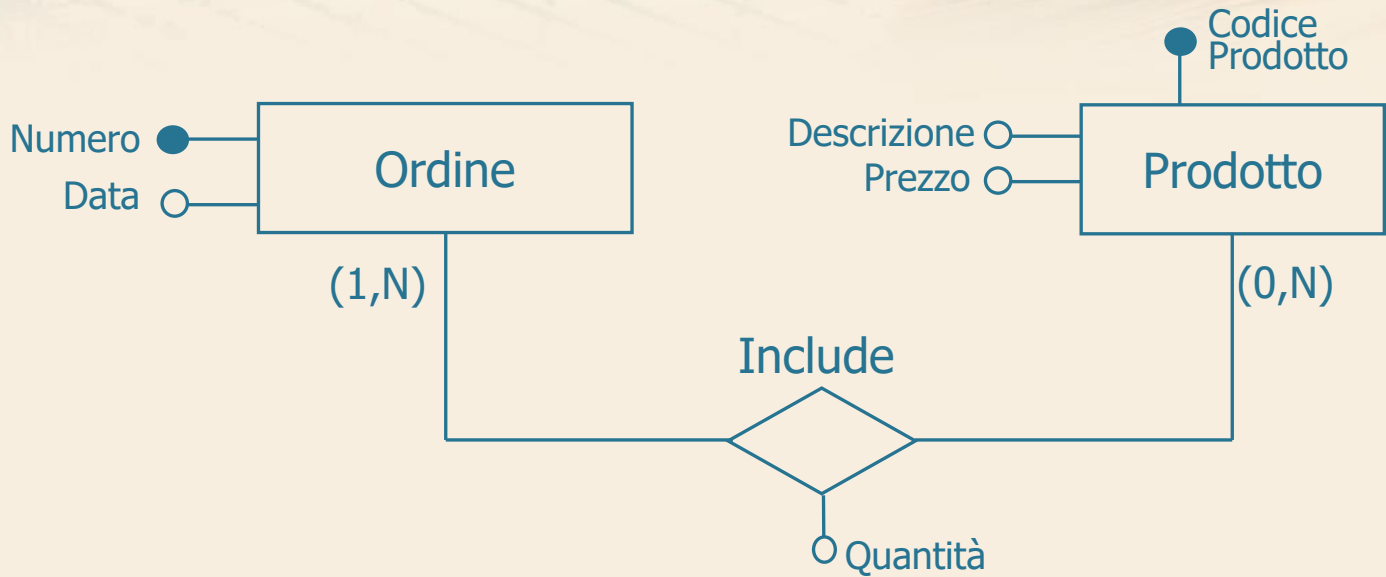 Codice
Prodotto
Numero
Data
Ordine
Descrizione
Prezzo
Prodotto
(1,N)
(0,N)
Include
Quantità